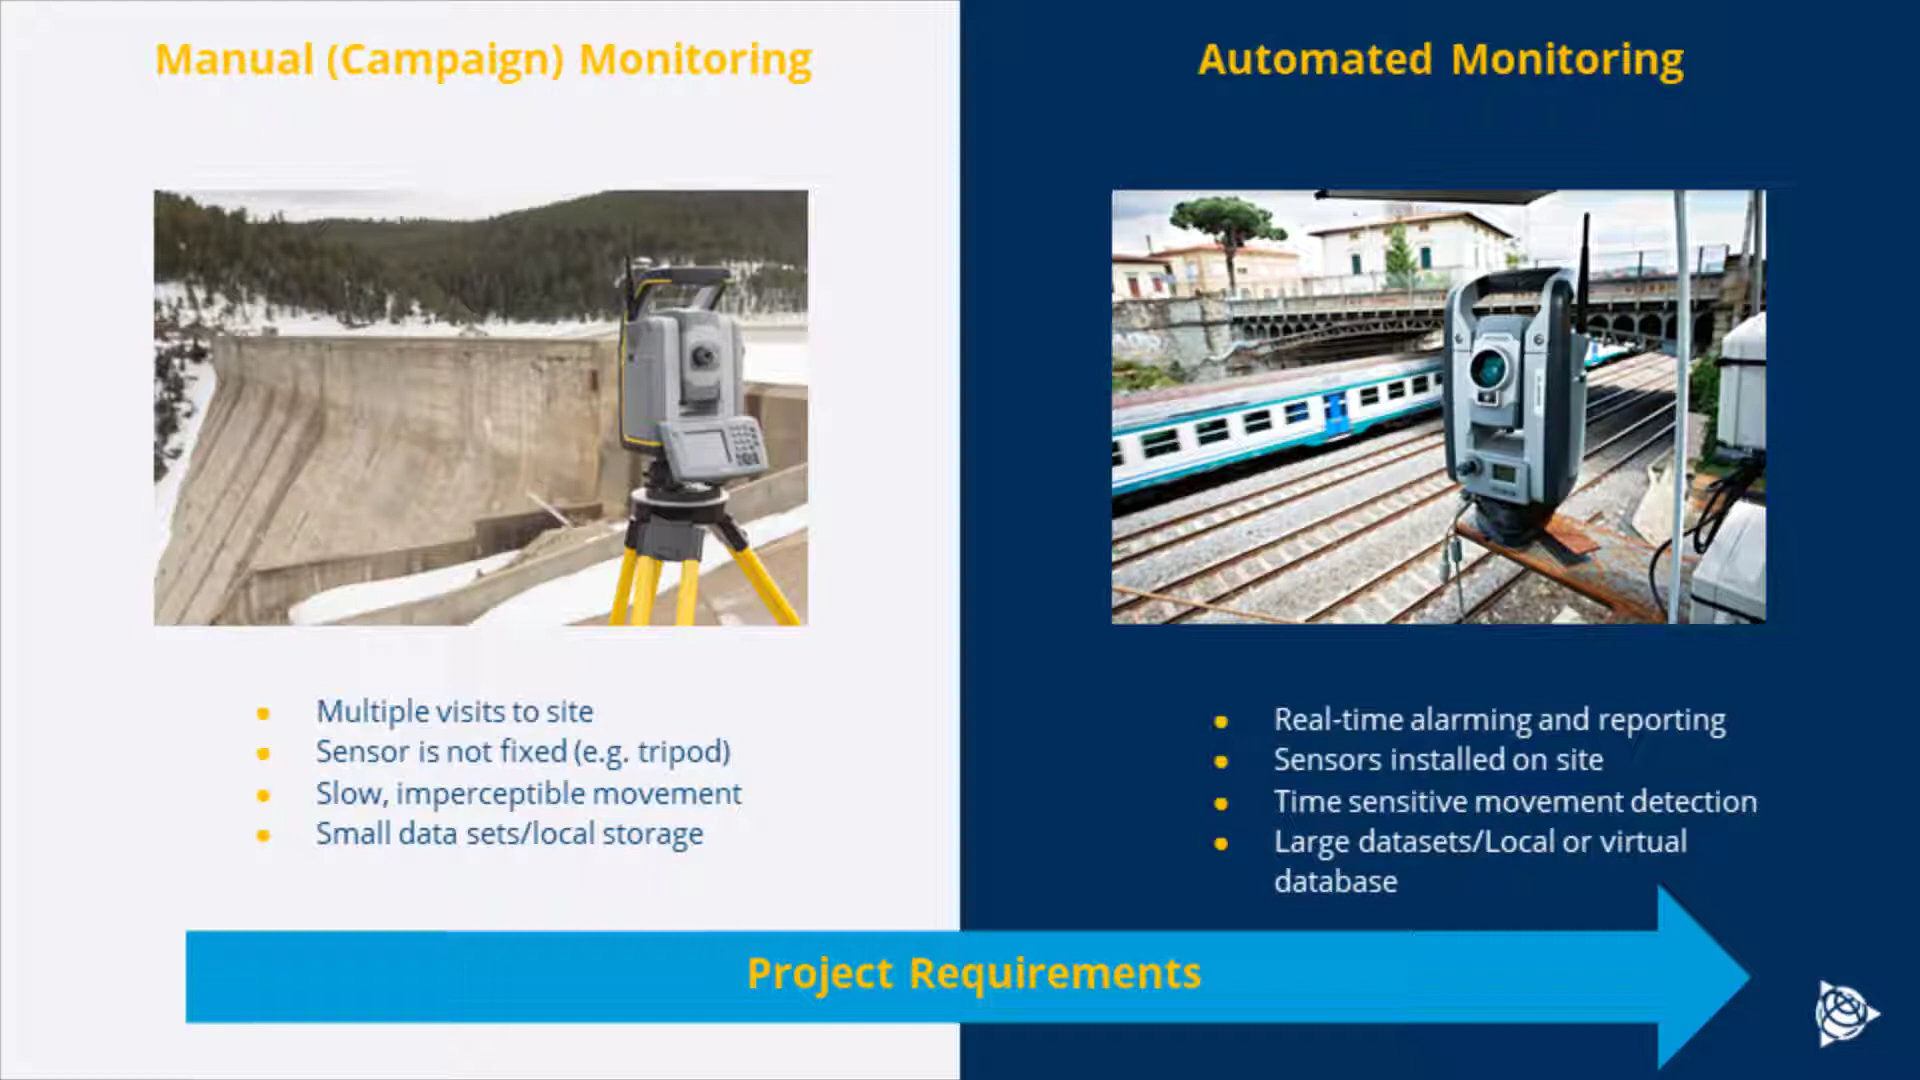 Manual (Campaign) Monitoring
Multiple visits to site
Sensor is not fixed (e.g. tripod)
Slow, imperceptible movement
Small data sets/local storage
Automated Monitoring
Real-time alarming and reporting
Sensors installed on site
Time sensitive movement detection
Large datasets/Local or virtual
database
Project Requirements